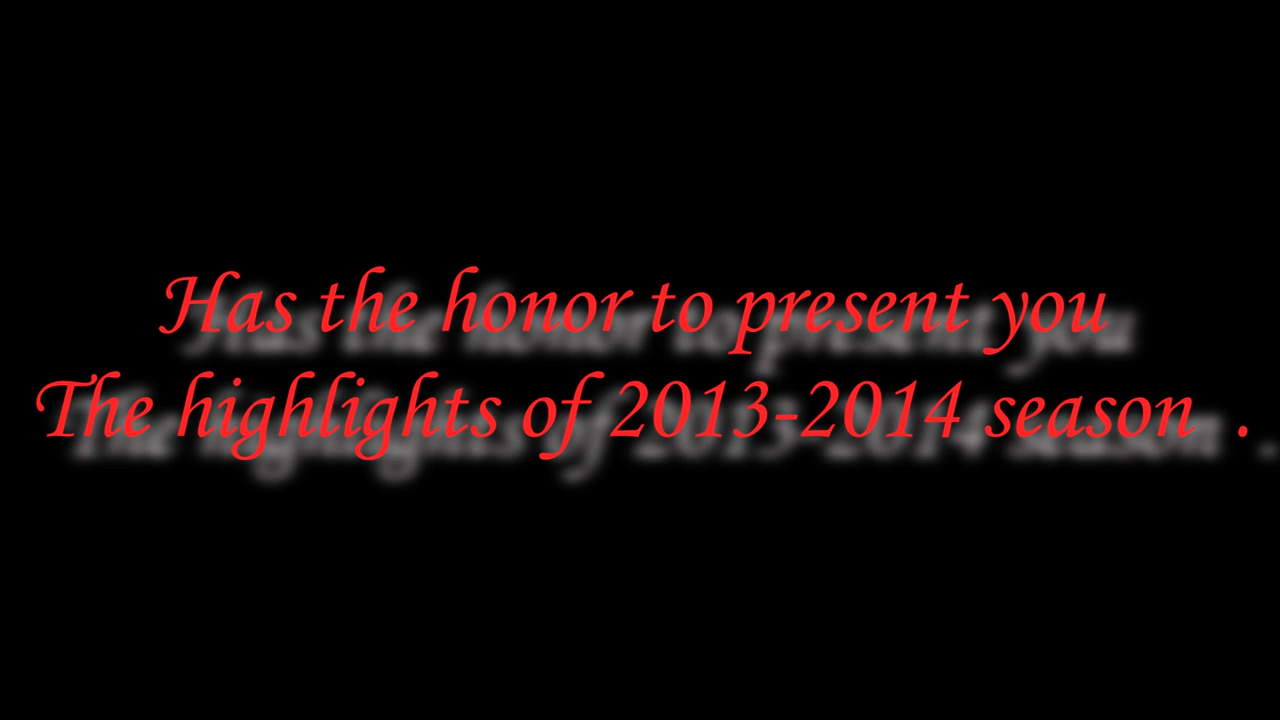 Has the honor to present you
The highlights of 2013-2014 season .